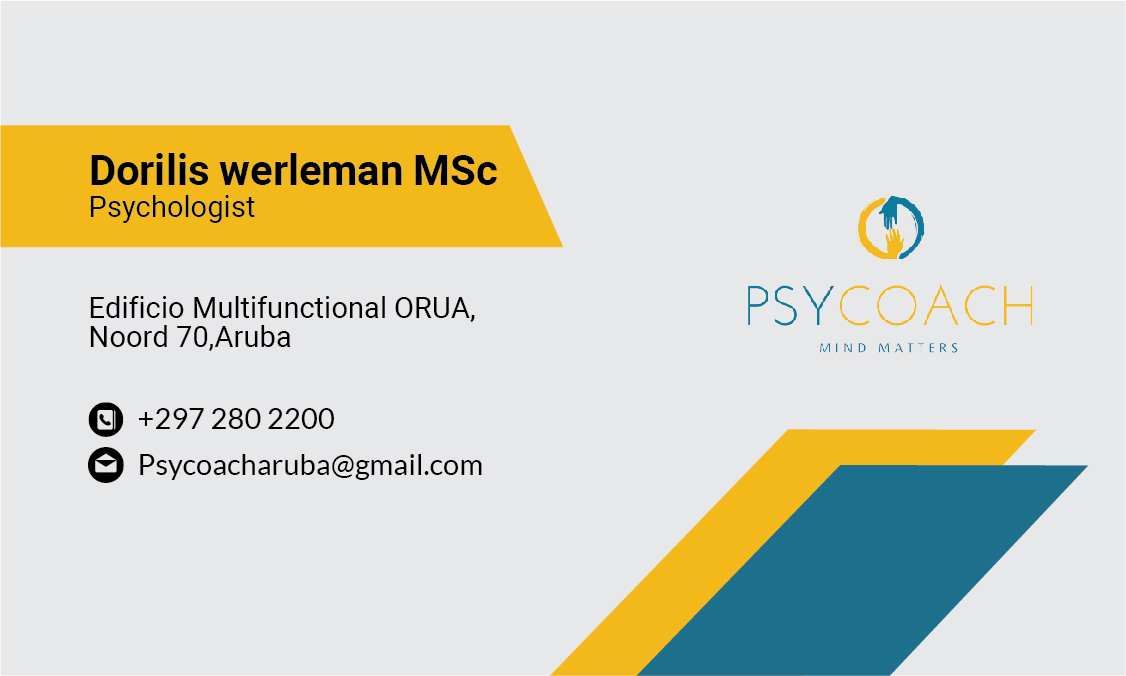 Dorilis werleman MSc
Psychologist
Edificio Multifunctional ORUA,
Noord 70,Aruba
+297 280 2200
Psycoacharuba@gmail.com
PSYCOACH
MIND MATTERS